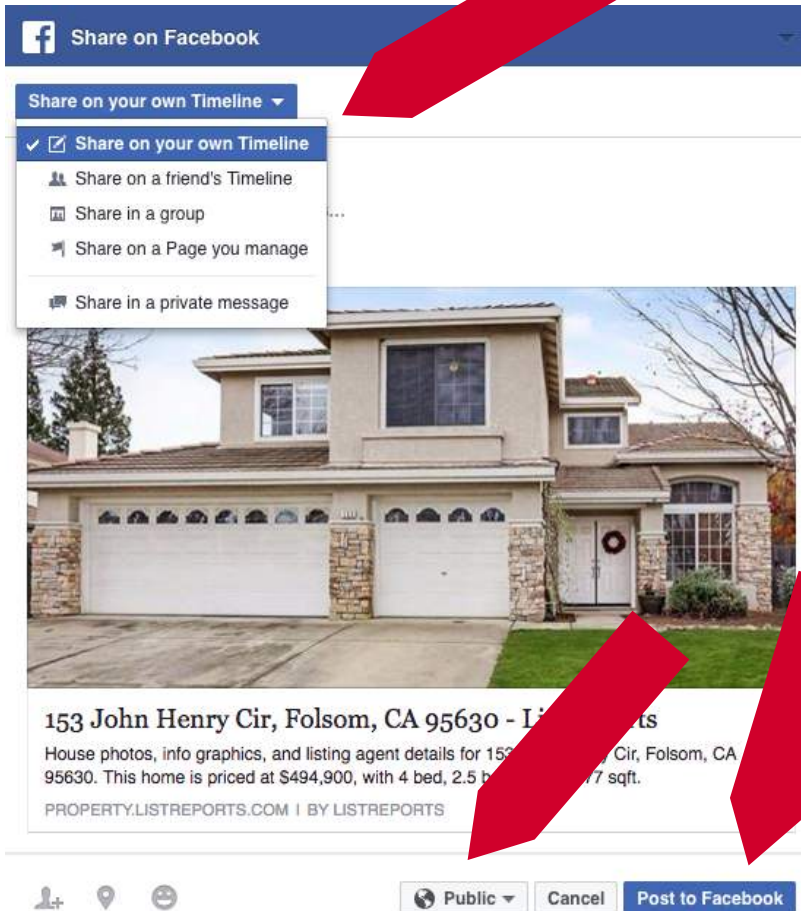 Share on Facebook
Share on your own Timeline
Share on your own Timeline
Share on a friend's Timeline
Share in a group
...
Share on a Page you manage
Share in a private message
153 John Henry Cir, Folsom, CA 95630 - Li ts
House photos, info graphics, and listing agent details for 15 Cir, Folsom, CA
95630. This home is priced at $494,900, with 4 bed, 2.5 b 77 sqft.
PROPERTY.LISTREPORTS.COM | BY LISTREPORTS
Public
Cancel
Post to Facebook